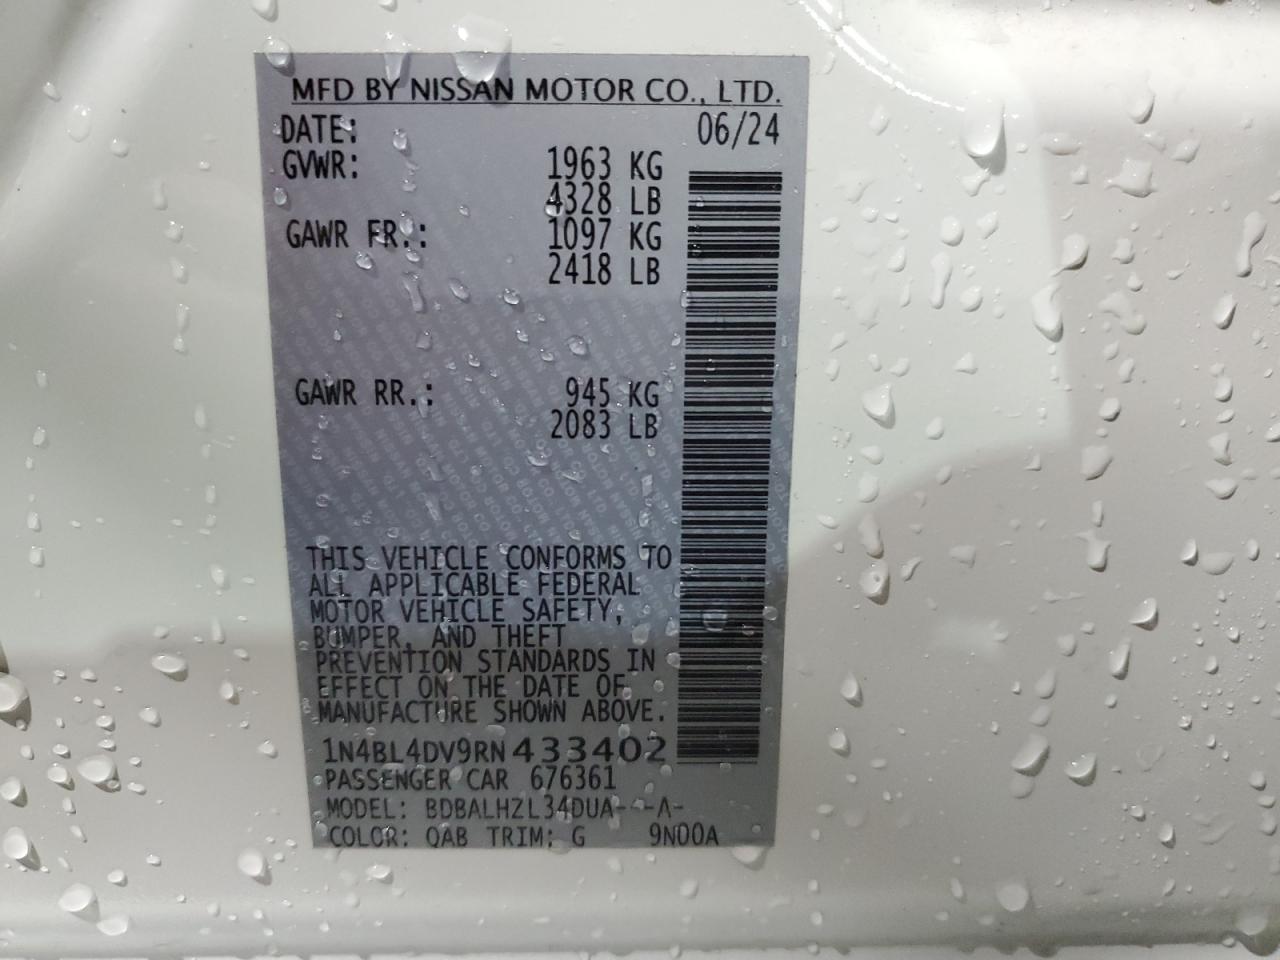 MFD BY NISSAN MOTOR CO., LTD.
DATE: 06/24
GVWR: 1963 KG
4328 LB
GAWR FR.: 1097 KG
2418 LB
GAWR RR.: 945 KG
2083 LB
THIS VEHICLE CONFORMS TO
ALL APPLICABLE FEDERAL
MOTOR VEHICLE SAFETY,
BUMPER, AND THEFT
PREVENTION STANDARDS IN
EFFECT ON THE DATE OF
MANUFACTURE SHOWN ABOVE.
1N4BL4DV9RN433402
PASSENGER CAR 676361
MODEL: BDBALHZL34DUA---A-
COLOR: QAB TRIM: G 9N00A